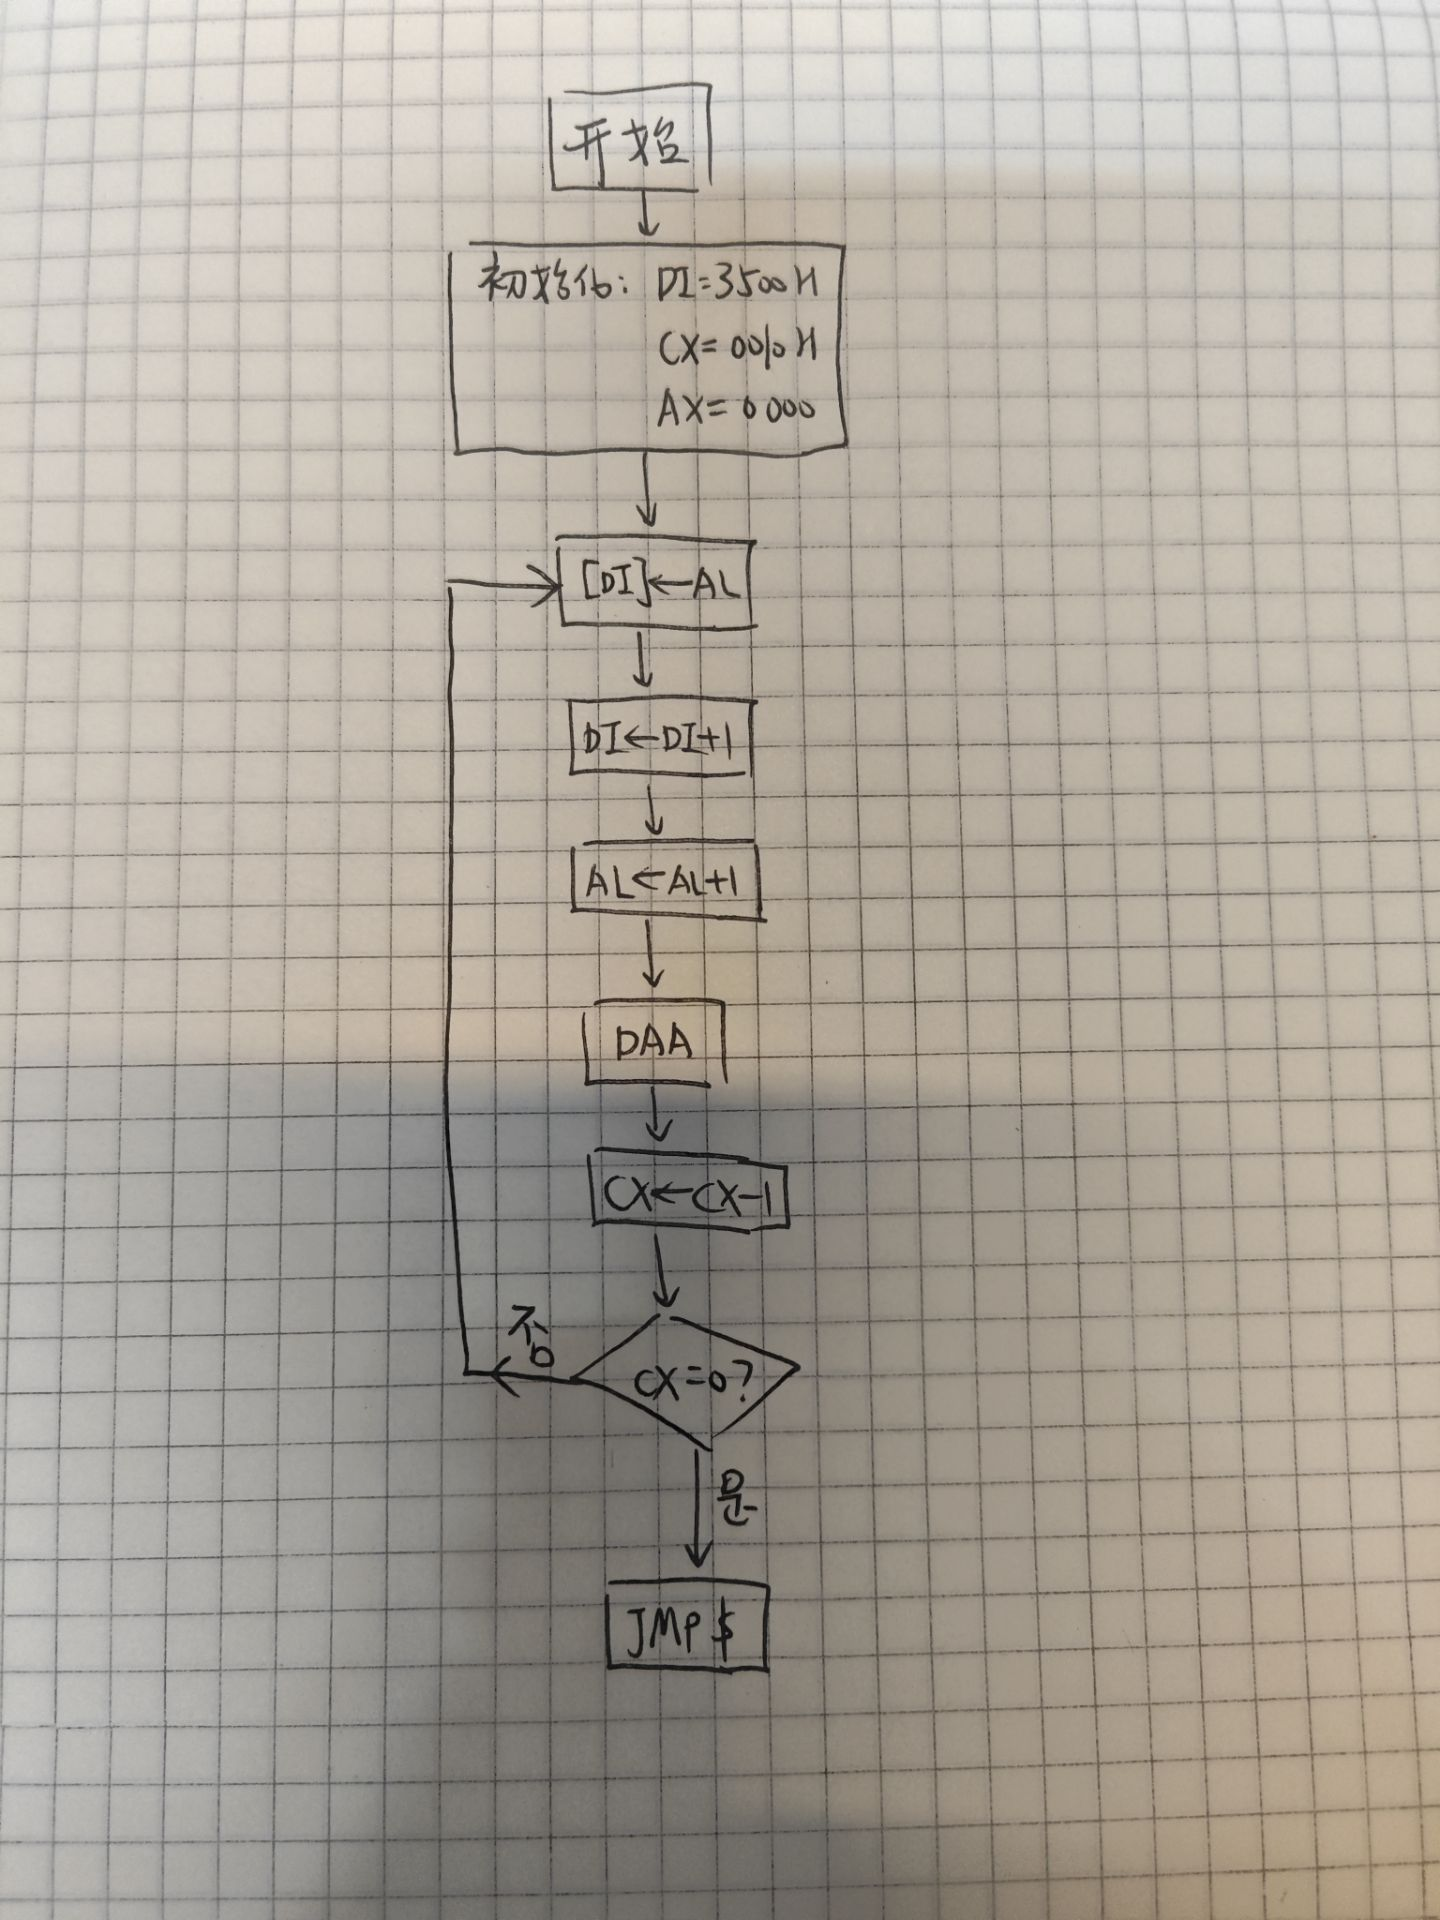 开始
初始化: DI=3500H
CX=0010H
AX=0000
[DI]←AL
DI←DI+1
AL←AL+1
DAA
CX←CX-1
否
CX=0?
是
JMP $